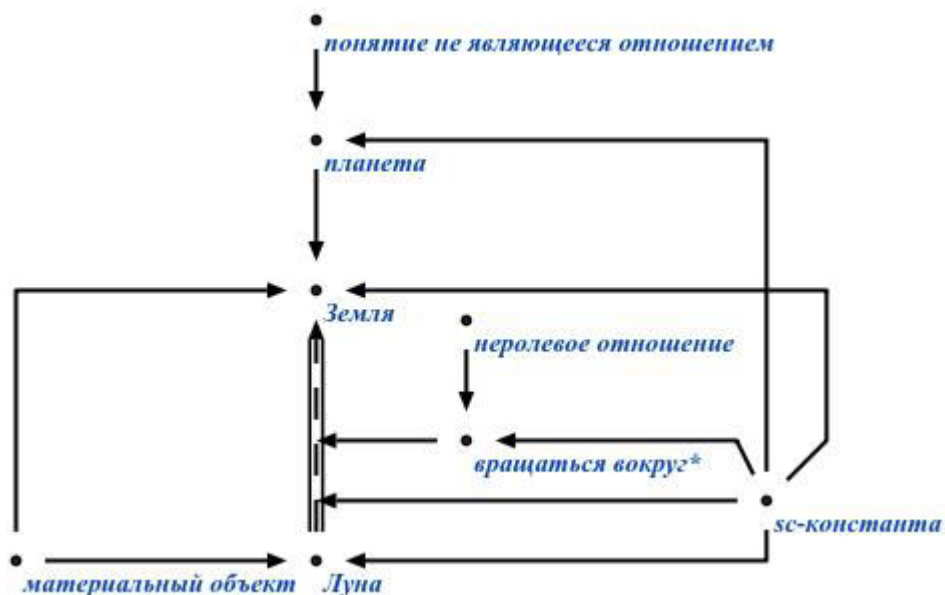 понятие не являющееся отношением
планета
Земля
неролевое отношение
вращаться вокруг*
sc-константа
материальный объект
Луна